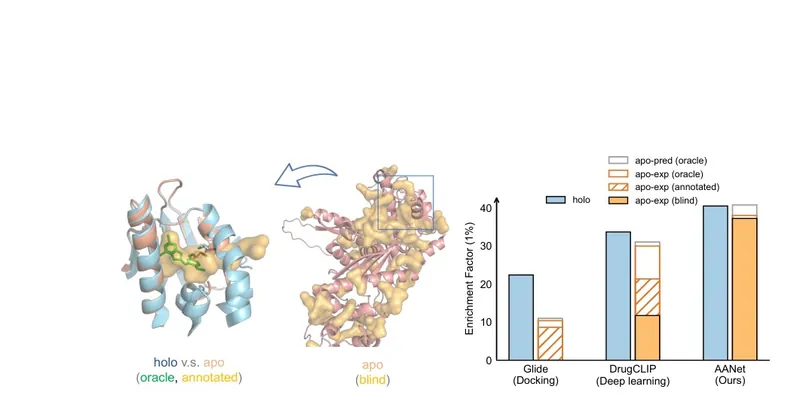 holo v.s. apo
(oracle, annotated)
apo
(blind)
apo-pred (oracle)
apo-exp (oracle)
apo-exp (annotated)
holo
apo-exp (blind)
Enrichment Factor (1%)
40
30
20
10
0
Glide
(Docking)
DrugCLIP
(Deep learning)
AANet
(Ours)